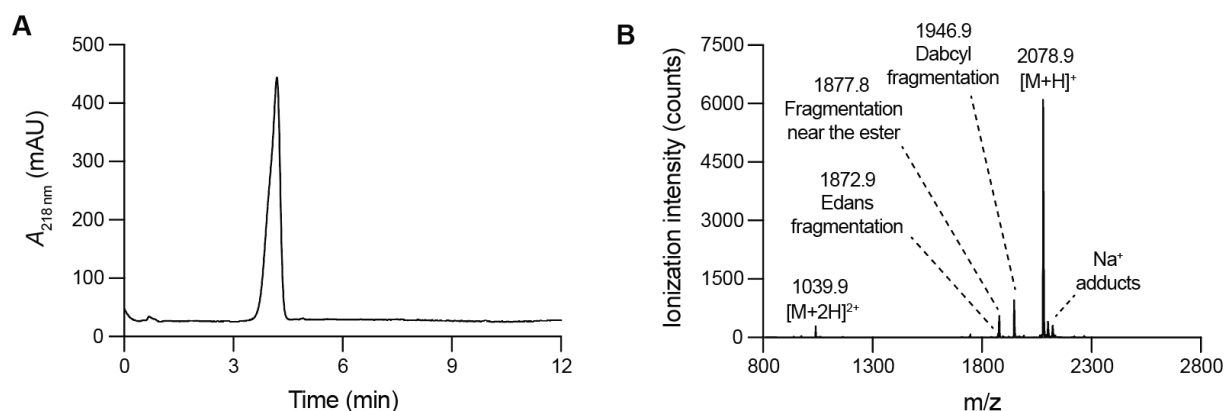 A
500
400
300
200
100
0
A218 nm (mAU)
0
3
6
9
12
Time (min)
B
7500
6000
4500
3000
1500
0
Ionization intensity (counts)
1946.9
Dabcyl
fragmentation
2078.9
[M+H]+
1877.8
Fragmentation
near the ester
1872.9
Edans
fragmentation
1039.9
[M+2H]2+
Na+
adducts
800
1300
1800
2300
2800
m/z